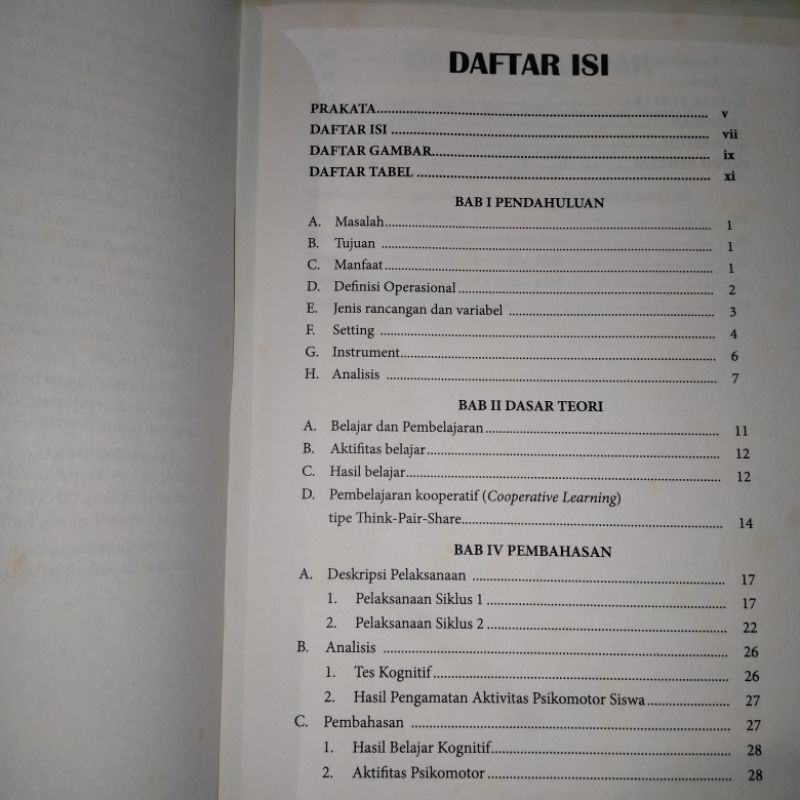 DAFTAR ISI
PRAKATA.......... v
DAFTAR ISI .......... vii
DAFTAR GAMBAR.......... ix
DAFTAR TABEL .......... xi
BAB I PENDAHULUAN
A. Masalah.......... 1
B. Tujuan .......... 1
C. Manfaat.......... 1
D. Definisi Operasional.......... 2
E. Jenis rancangan dan variabel .......... 3
F. Setting .......... 4
G. Instrument.......... 6
H. Analisis .......... 7
BAB II DASAR TEORI
A. Belajar dan Pembelajaran.......... 11
B. Aktifitas belajar.......... 12
C. Hasil belajar.......... 12
D. Pembelajaran kooperatif (Cooperative Learning)
tipe Think-Pair-Share.......... 14
BAB IV PEMBAHASAN
A. Deskripsi Pelaksanaan .......... 17
1. Pelaksanaan Siklus 1 .......... 17
2. Pelaksanaan Siklus 2 .......... 22
B. Analisis .......... 26
1. Tes Kognitif.......... 26
2. Hasil Pengamatan Aktivitas Psikomotor Siswa.......... 27
C. Pembahasan .......... 27
1. Hasil Belajar Kognitif.......... 28
2. Aktifitas Psikomotor .......... 28